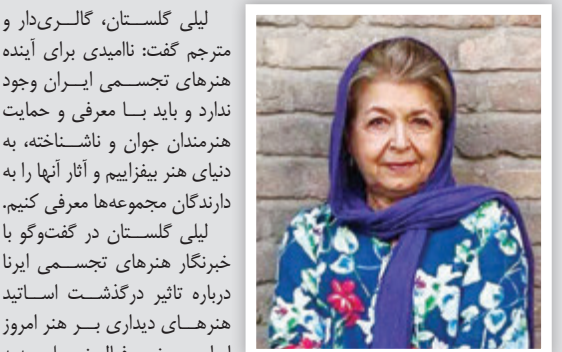 لیلی گلستان، گالری‌دار و
مترجم گفت: ناامیدی برای آینده
هنرهای تجسمی ایران وجود
ندارد و باید با معرفی و حمایت
هنرمندان جوان و ناشناخته، به
دنیای هنر بیفزاییم و آثار آنها را به
دارندگان مجموعه‌ها معرفی کنیم.
لیلی گلستان در گفت‌وگو با
خبرنگار هنرهای تجسمی ایرنا
درباره تاثیر درگذشت اساتید
هنرهای دیداری بر هنر امروز